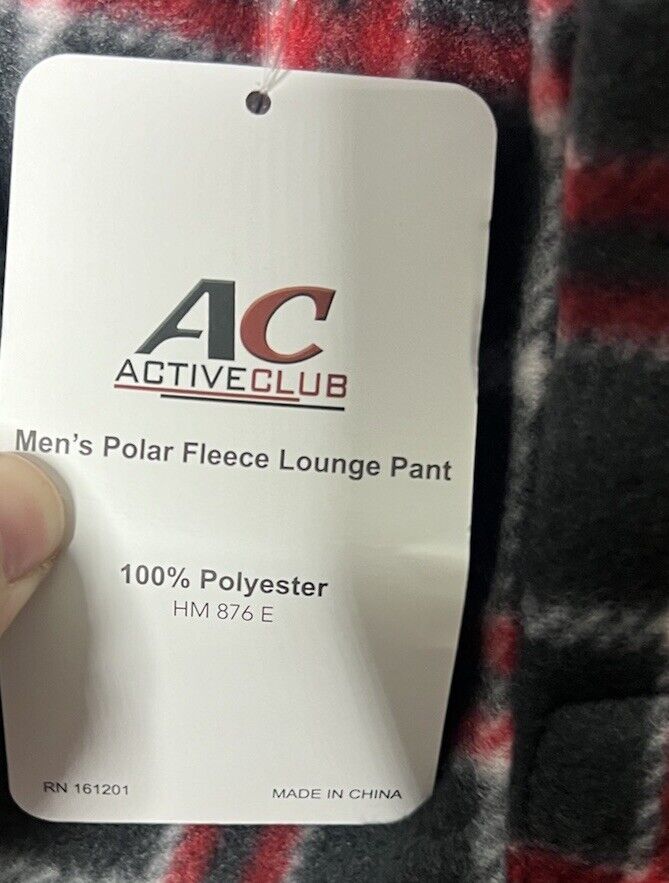 AC
ACTIVECLUB
Men's Polar Fleece Lounge Pant
100% Polyester
HM 876 E
RN 161201
MADE IN CHINA